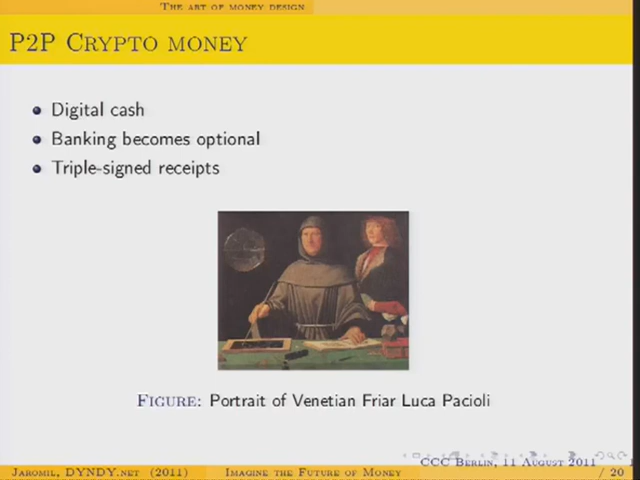 The art of money design
P2P Crypto money
Digital cash
Banking becomes optional
Triple-signed receipts
Figure: Portrait of Venetian Friar Luca Pacioli
CCC Berlin, 11 August 2011
Jaromil, DYNDY.net (2011) Imagine the Future of Money / 20